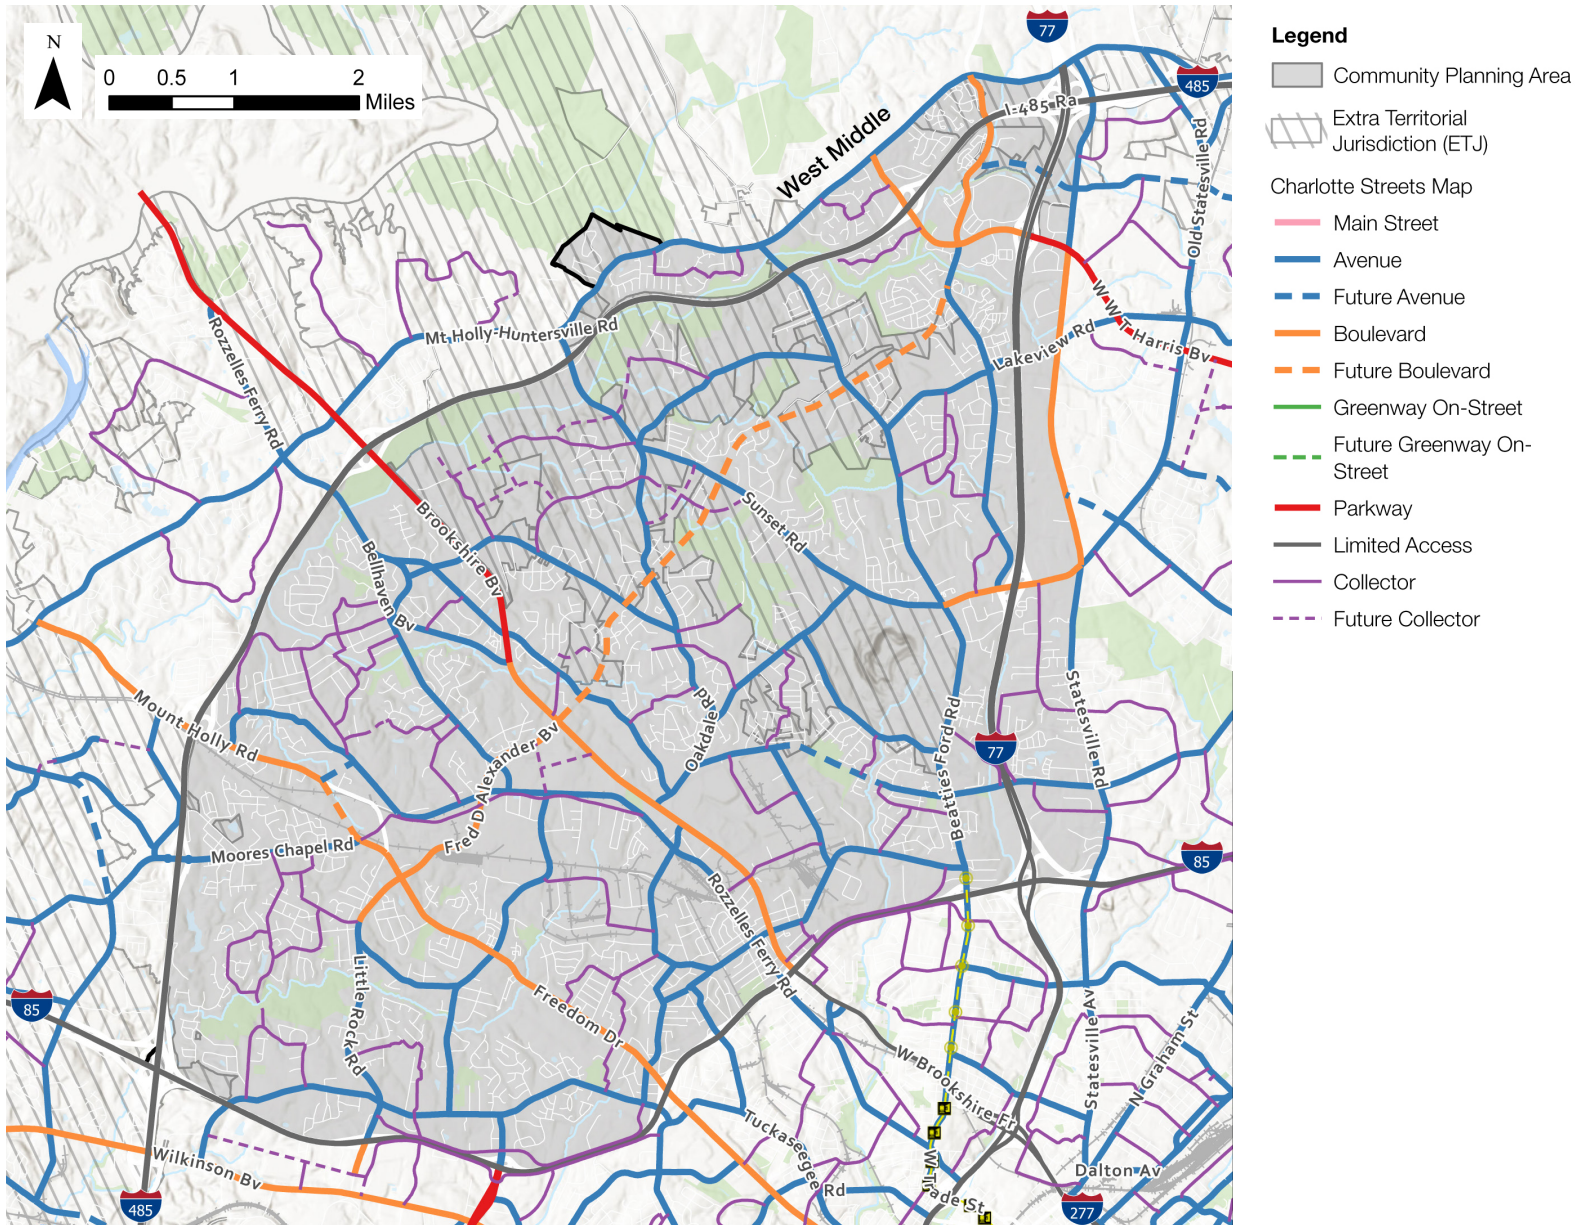 N
0 0.5 1 2
Miles
77
485
I-485 Ra
West Middle
Old Statesville Rd
Mt Holly-Huntersville Rd
Rozzelles Ferry Rd
W W T Harris Bv
Lakeview Rd
Brookshire Bv
Sunset Rd
Bellhaven Bv
Mount Holly Rd
Oakdale Rd
Beatties Ford Rd
Statesville Rd
77
Fred D Alexander Bv
Moores Chapel Rd
85
Rozzelles Ferry Rd
Little Rock Rd
Freedom Dr
85
Statesville Av
N Graham St
W Brookshire Fr
Tuckaseegee Rd
Wilkinson Bv
Dalton Av
W Trade St
485
277
Legend
Community Planning Area
Extra Territorial
Jurisdiction (ETJ)
Charlotte Streets Map
Main Street
Avenue
Future Avenue
Boulevard
Future Boulevard
Greenway On-Street
Future Greenway On-
Street
Parkway
Limited Access
Collector
Future Collector